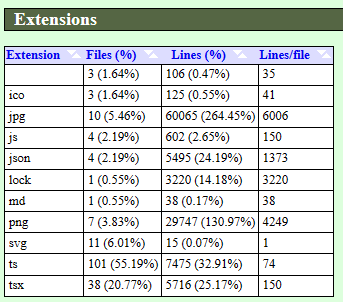 Extensions
Extension Files (%) Lines (%) Lines/file
3 (1.64%) 106 (0.47%) 35
ico 3 (1.64%) 125 (0.55%) 41
jpg 10 (5.46%) 60065 (264.45%) 6006
js 4 (2.19%) 602 (2.65%) 150
json 4 (2.19%) 5495 (24.19%) 1373
lock 1 (0.55%) 3220 (14.18%) 3220
md 1 (0.55%) 38 (0.17%) 38
png 7 (3.83%) 29747 (130.97%) 4249
svg 11 (6.01%) 15 (0.07%) 1
ts 101 (55.19%) 7475 (32.91%) 74
tsx 38 (20.77%) 5716 (25.17%) 150